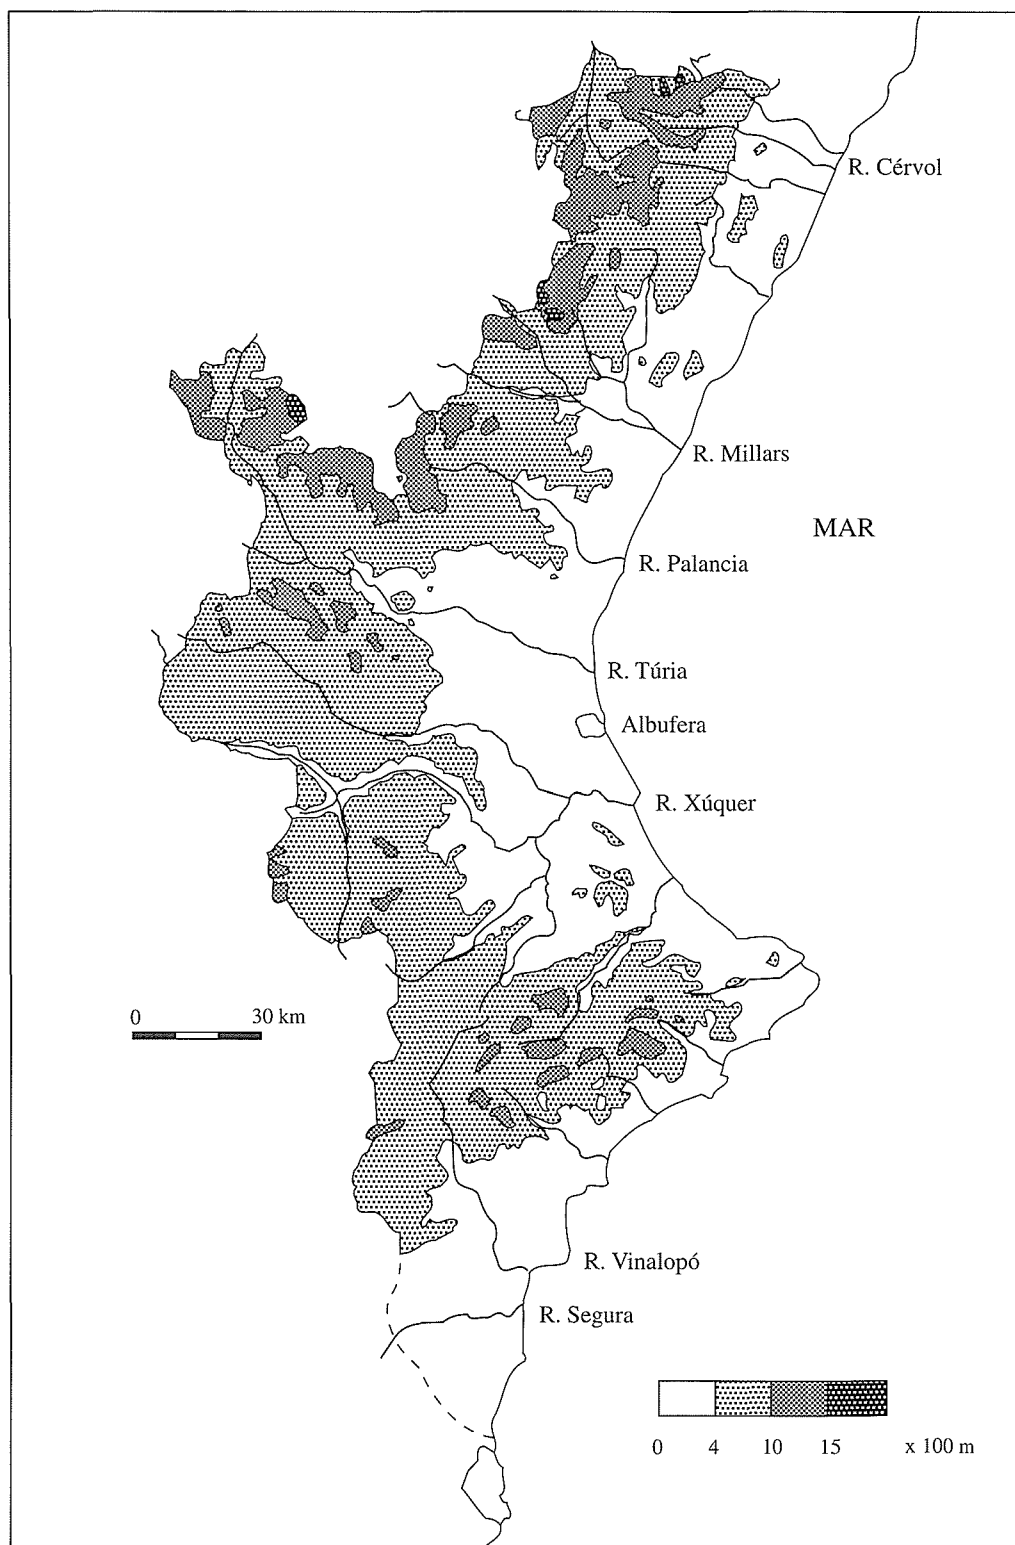 R. Cérvol
R. Millars
MAR
R. Palancia
R. Túria
Albufera
R. Xúquer
0 30 km
R. Vinalopó
R. Segura
0 4 10 15 x 100 m